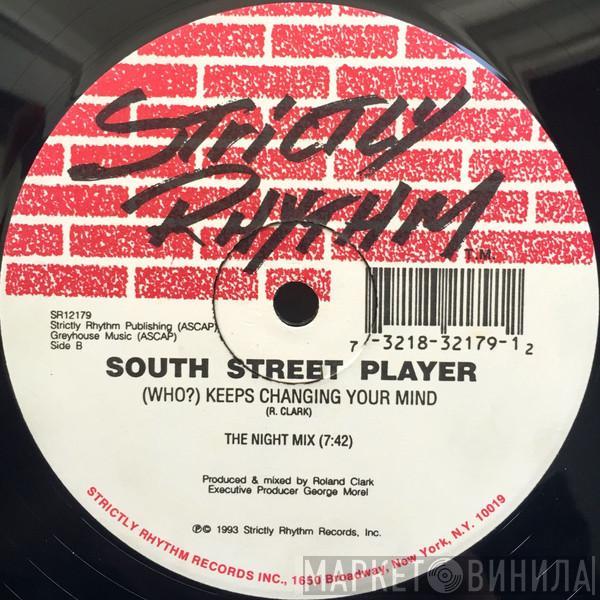 STRICTLY
RHYTHM
T.M.
SR12179
Strictly Rhythm Publishing (ASCAP)
Greyhouse Music (ASCAP)
Side B
7 -3218-32179-1 2
SOUTH STREET PLAYER
(WHO?) KEEPS CHANGING YOUR MIND
(R. CLARK)
THE NIGHT MIX (7:42)
Produced & mixed by Roland Clark
Executive Producer George Morel
℗© 1993 Strictly Rhythm Records, Inc.
STRICTLY RHYTHM RECORDS INC., 1650 Broadway, New York, N.Y. 10019
МАРКЕТ ВИНИЛА